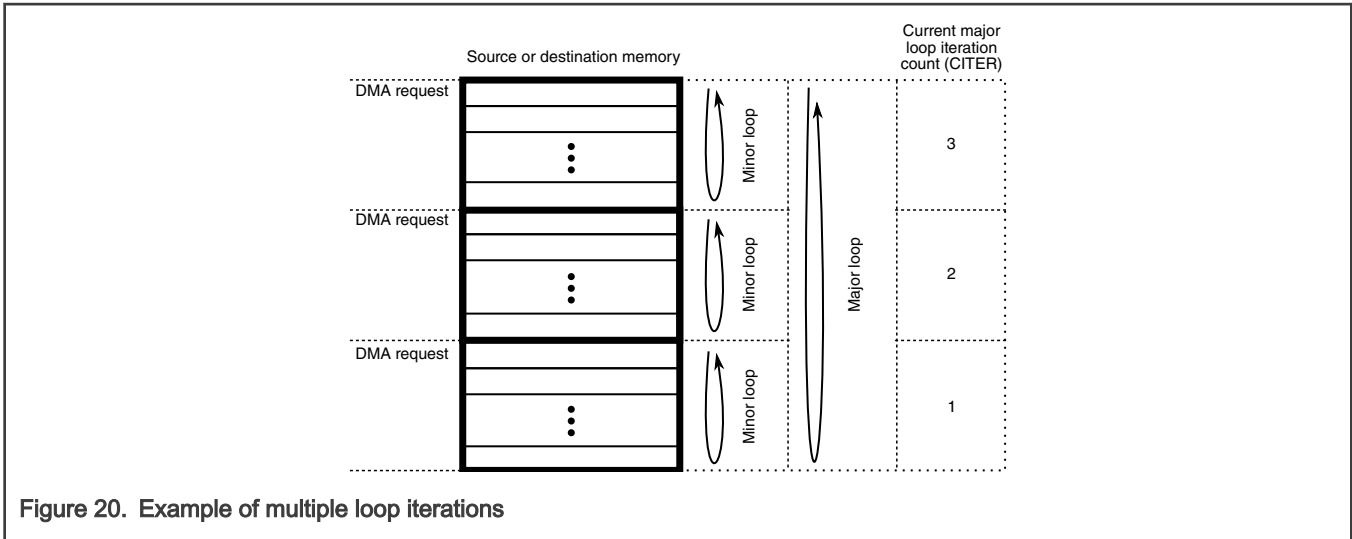 Current major
loop iteration
count (CITER)
Source or destination memory
DMA request
Minor loop
3
DMA request
Minor loop
Major loop
2
DMA request
Minor loop
1
Figure 20. Example of multiple loop iterations